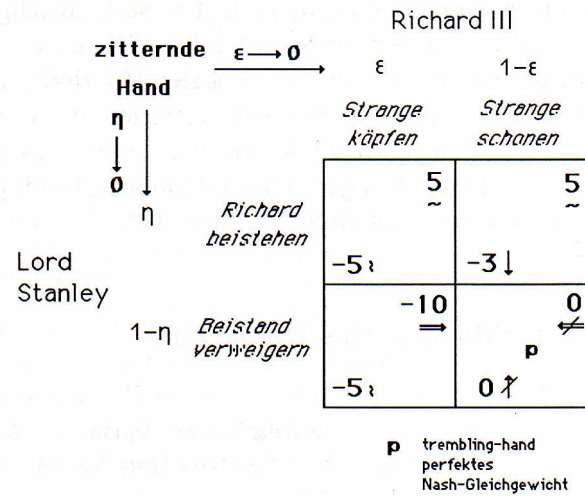 Richard III
zitternde ε → 0
Hand ε 1-ε
η Strange Strange
köpfen schonen
0
η Richard 5 5
beistehen ~ ~
-5 ≀ -3 ↓
Lord
Stanley
1-η Beistand -10 0
verweigern ⇒ ⇍
p
-5 ≀ 0
p trembling-hand
perfektes
Nash-Gleichgewicht